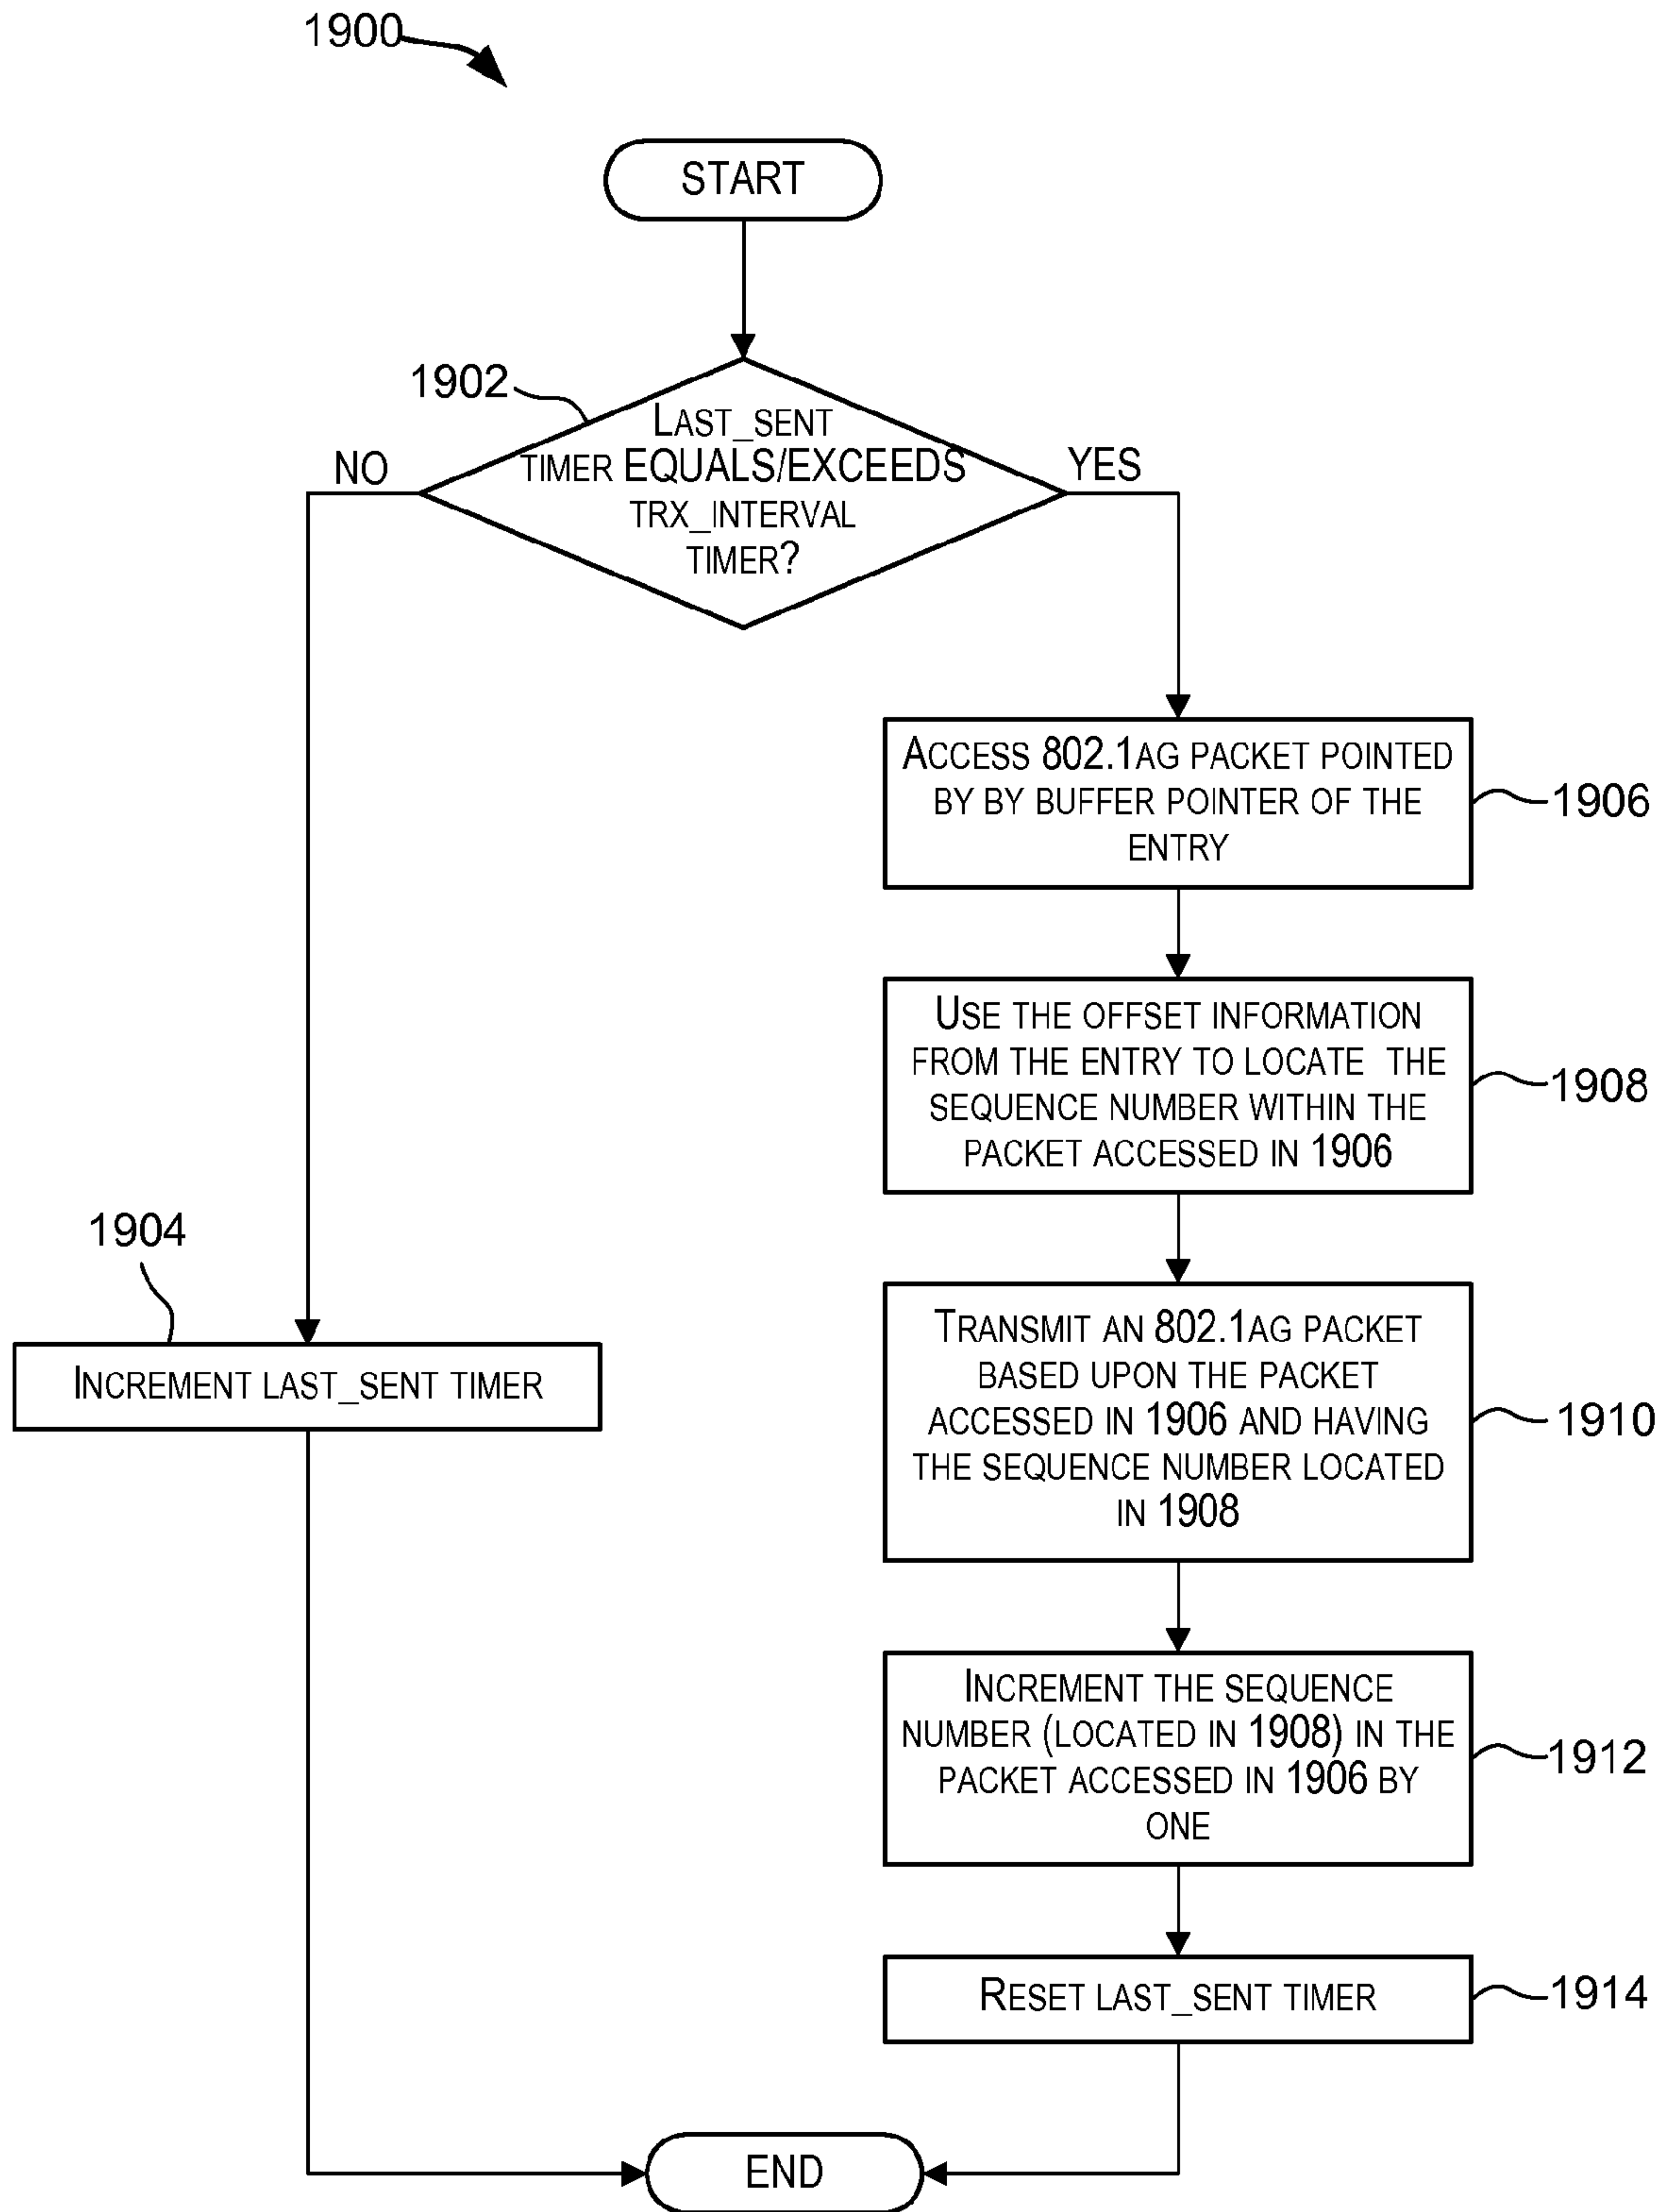 1900
START
1902
LAST_SENT
TIMER EQUALS/EXCEEDS
TRX_INTERVAL
TIMER?
NO
YES
ACCESS 802.1AG PACKET POINTED
BY BY BUFFER POINTER OF THE
ENTRY
1906
USE THE OFFSET INFORMATION
FROM THE ENTRY TO LOCATE THE
SEQUENCE NUMBER WITHIN THE
PACKET ACCESSED IN 1906
1908
1904
INCREMENT LAST_SENT TIMER
TRANSMIT AN 802.1AG PACKET
BASED UPON THE PACKET
ACCESSED IN 1906 AND HAVING
THE SEQUENCE NUMBER LOCATED
IN 1908
1910
INCREMENT THE SEQUENCE
NUMBER (LOCATED IN 1908) IN THE
PACKET ACCESSED IN 1906 BY
ONE
1912
RESET LAST_SENT TIMER
1914
END